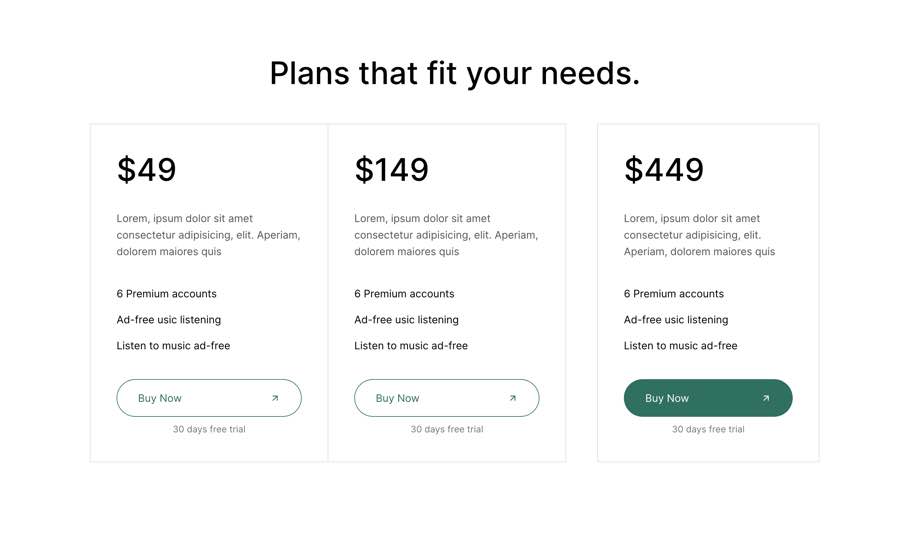 Plans that fit your needs.
$49
Lorem, ipsum dolor sit amet
consectetur adipisicing, elit. Aperiam,
dolorem maiores quis
6 Premium accounts
Ad-free usic listening
Listen to music ad-free
Buy Now
30 days free trial
$149
Lorem, ipsum dolor sit amet
consectetur adipisicing, elit. Aperiam,
dolorem maiores quis
6 Premium accounts
Ad-free usic listening
Listen to music ad-free
Buy Now
30 days free trial
$449
Lorem, ipsum dolor sit amet
consectetur adipisicing, elit.
Aperiam, dolorem maiores quis
6 Premium accounts
Ad-free usic listening
Listen to music ad-free
Buy Now
30 days free trial